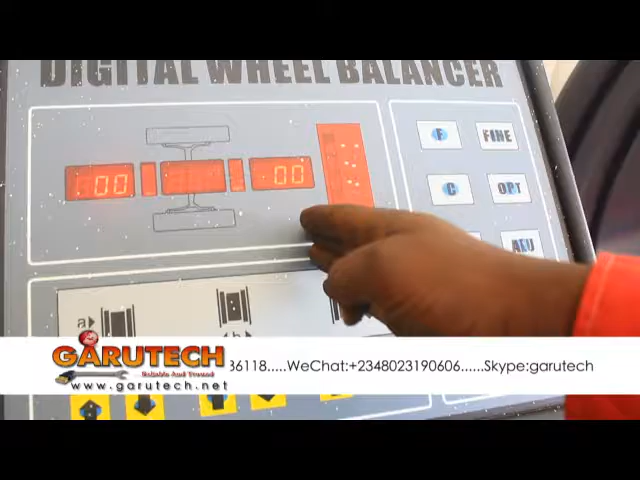 DIGITAL WHEEL BALANCER
F
FINE
00
00
C
OPT
ALU
a
b
GARUTECH
Reliable And Trusted
www.garutech.net
36118.....WeChat:+2348023190606......Skype:garutech